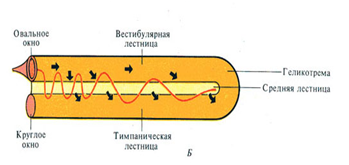 Овальное
окно
Вестибулярная
лестница
Геликотрема
Средняя лестница
Круглое
окно
Тимпаническая
лестница
Б